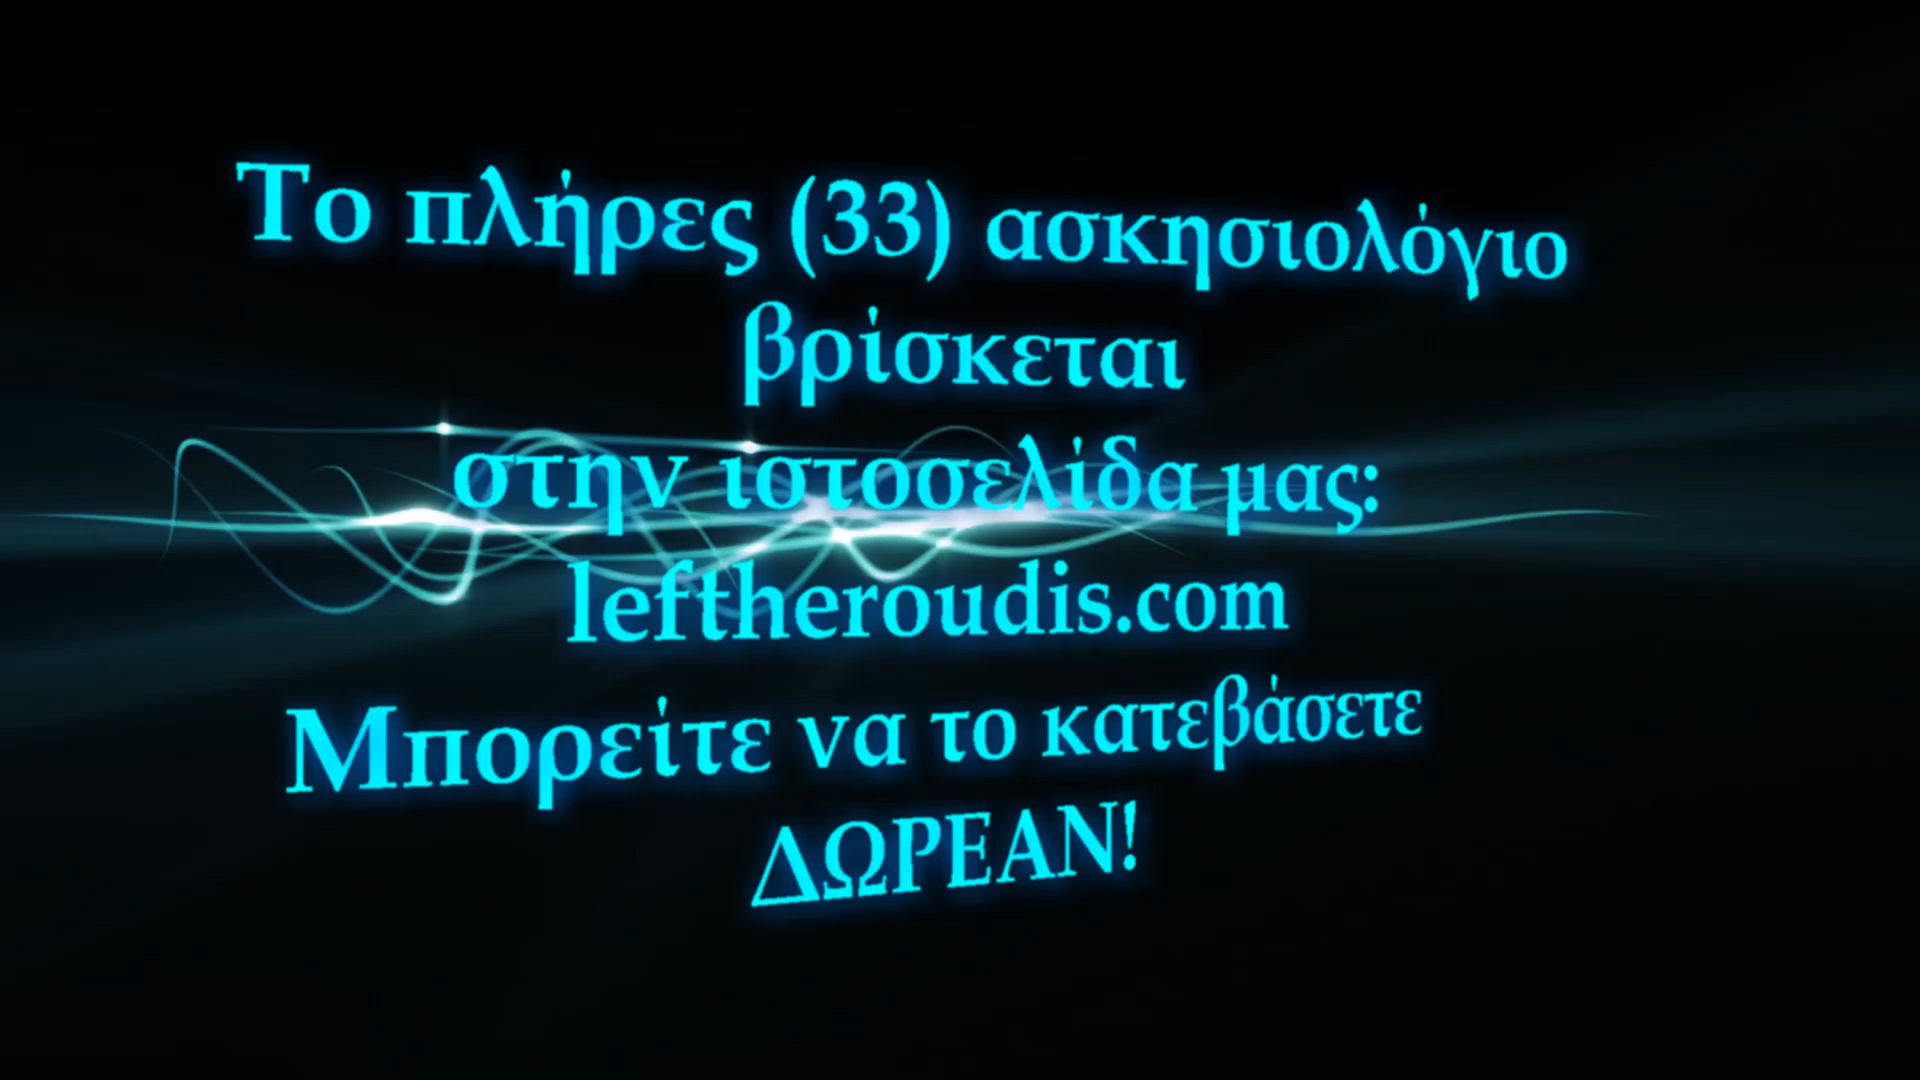 Το πλήρες (33) ασκησιολόγιο
βρίσκεται
στην ιστοσελίδα μας:
leftheroudis.com
Μπορείτε να το κατεβάσετε
ΔΩΡΕΑΝ!